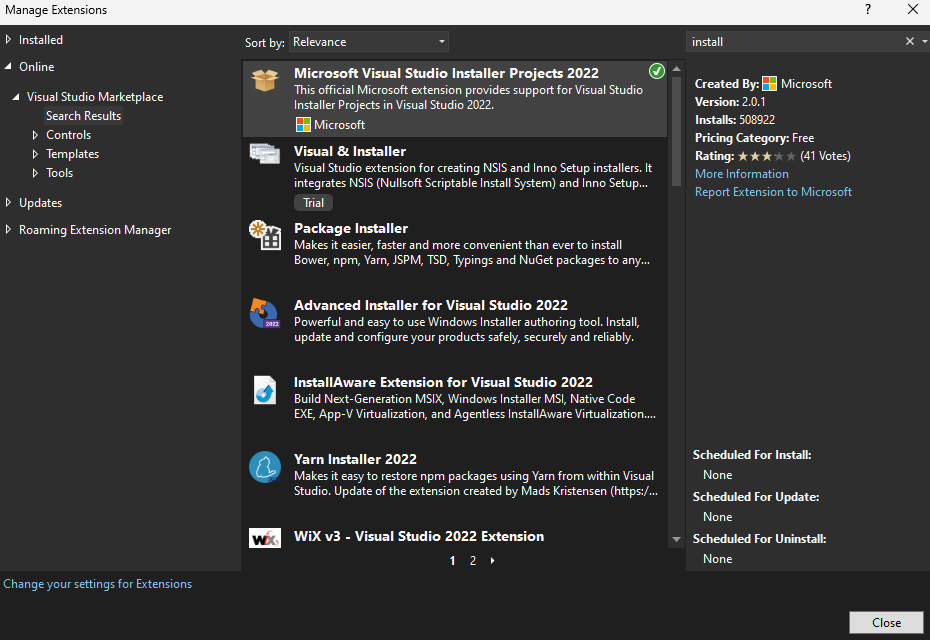 Manage Extensions
?
Installed
Online
Visual Studio Marketplace
Search Results
Controls
Templates
Tools
Updates
Roaming Extension Manager
Sort by: Relevance
Microsoft Visual Studio Installer Projects 2022
This official Microsoft extension provides support for Visual Studio
Installer Projects in Visual Studio 2022.
Microsoft
Visual & Installer
Visual Studio extension for creating NSIS and Inno Setup installers. It
integrates NSIS (Nullsoft Scriptable Install System) and Inno Setup...
Trial
Package Installer
Makes it easier, faster and more convenient than ever to install
Bower, npm, Yarn, JSPM, TSD, Typings and NuGet packages to any...
2022
Advanced Installer for Visual Studio 2022
Powerful and easy to use Windows Installer authoring tool. Install,
update and configure your products safely, securely and reliably.
InstallAware Extension for Visual Studio 2022
Build Next-Generation MSIX, Windows Installer MSI, Native Code
EXE, App-V Virtualization, and Agentless InstallAware Virtualization....
Yarn Installer 2022
Makes it easy to restore npm packages using Yarn from within Visual
Studio. Update of the extension created by Mads Kristensen (https:/...
WiX
WiX v3 - Visual Studio 2022 Extension
1 2
install
Created By: Microsoft
Version: 2.0.1
Installs: 508922
Pricing Category: Free
Rating: (41 Votes)
More Information
Report Extension to Microsoft
Scheduled For Install:
None
Scheduled For Update:
None
Scheduled For Uninstall:
None
Change your settings for Extensions
Close